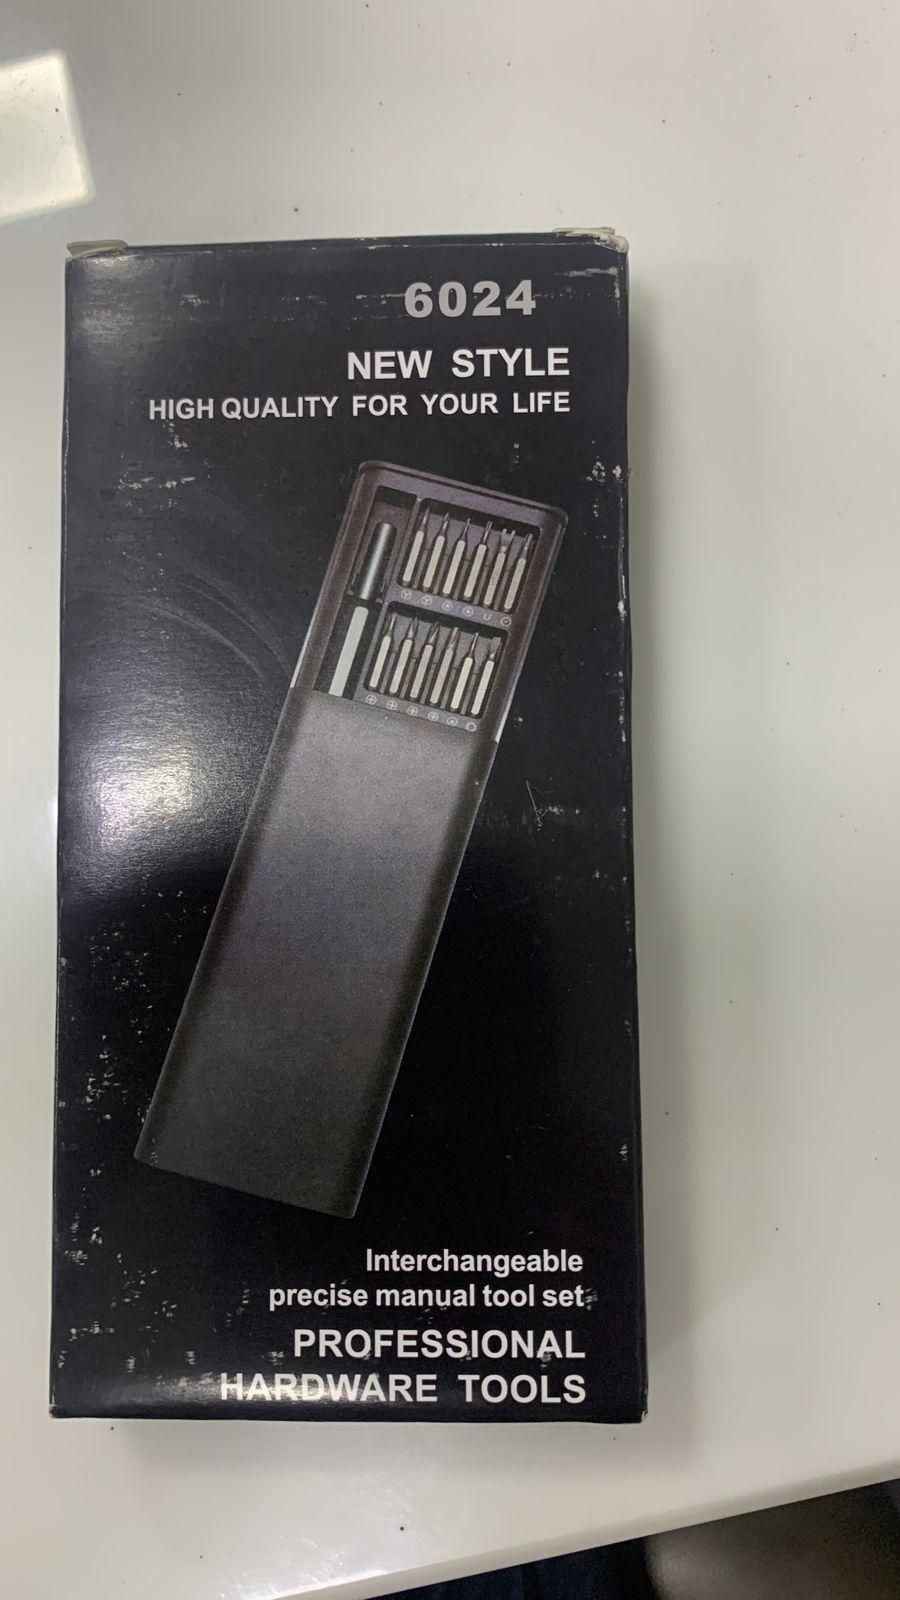 6024
NEW STYLE
HIGH QUALITY FOR YOUR LIFE
Interchangeable
precise manual tool set
PROFESSIONAL
HARDWARE TOOLS